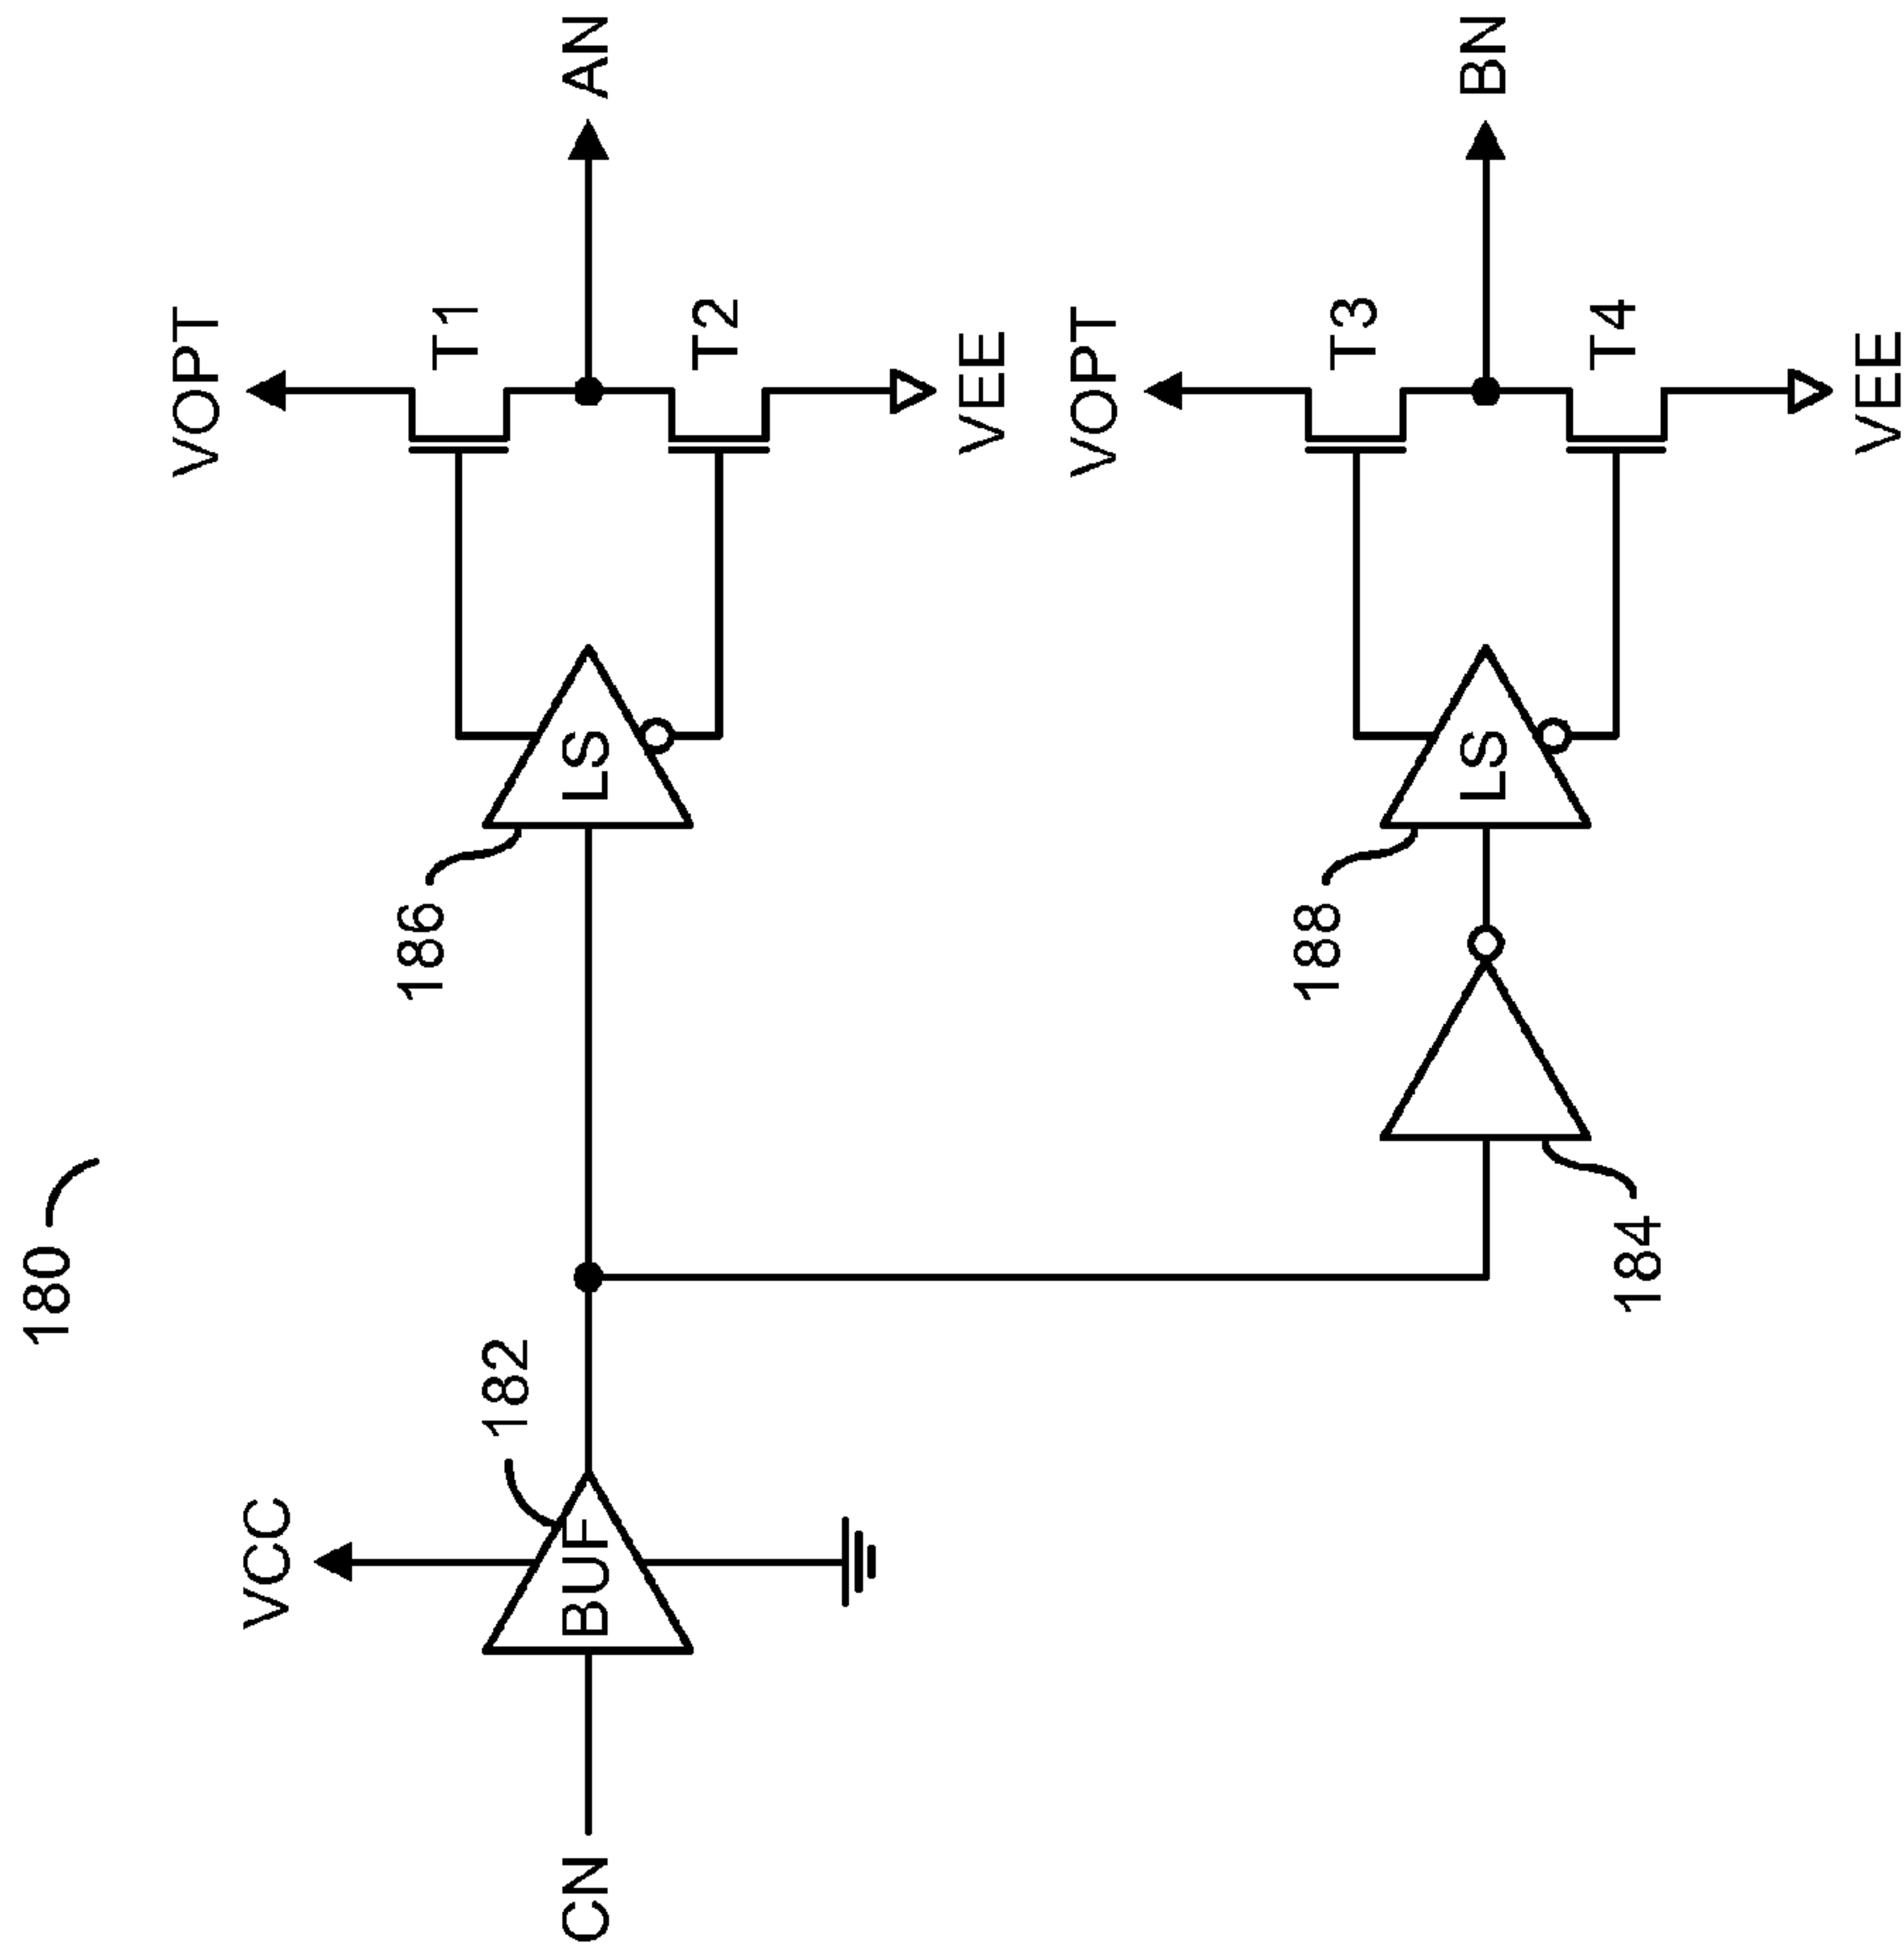 180
VCC
182
BUF
CN
186
LS
VOPT
T1
AN
T2
VEE
184
188
LS
VOPT
T3
BN
T4
VEE